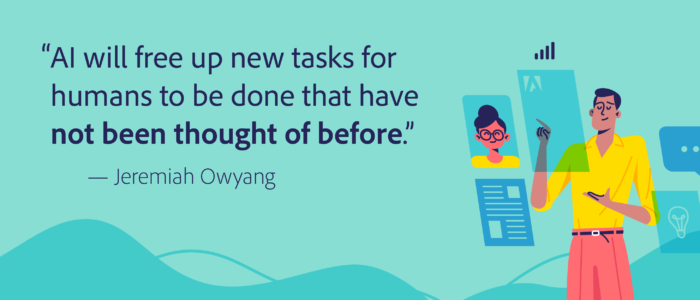 “AI will free up new tasks for
humans to be done that have
not been thought of before.”
— Jeremiah Owyang